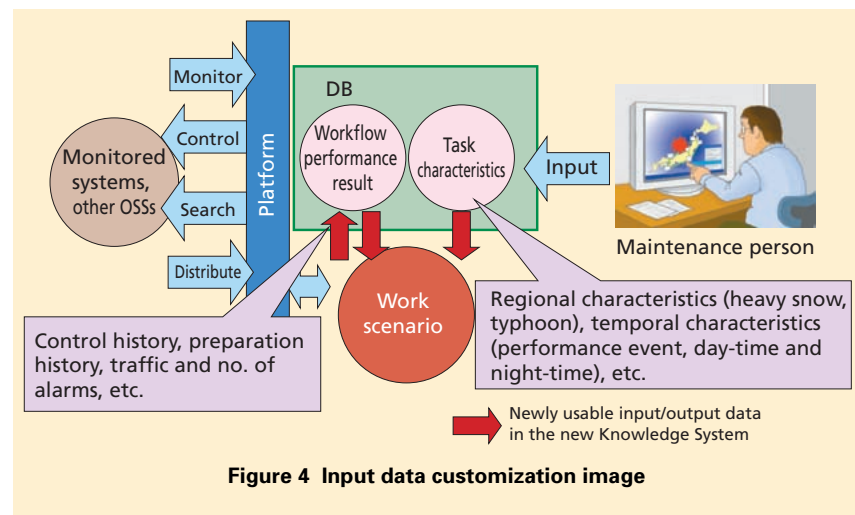 Monitor
Control
Search
Distribute
Monitored
systems,
other OSSs
Platform
DB
Workflow
performance
result
Task
characteristics
Input
Maintenance person
Work
scenario
Control history, preparation
history, traffic and no. of
alarms, etc.
Regional characteristics (heavy snow,
typhoon), temporal characteristics
(performance event, day-time and
night-time), etc.
Newly usable input/output data
in the new Knowledge System
Figure 4 Input data customization image